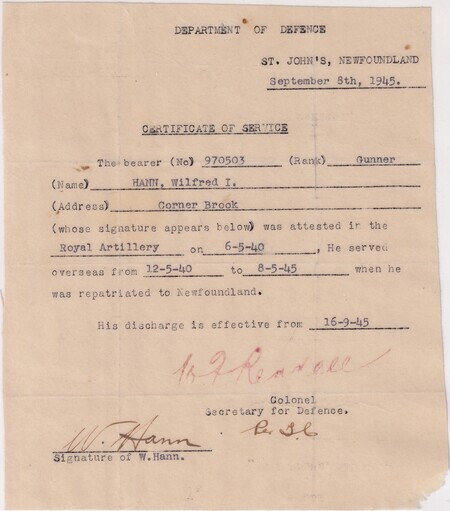 DEPARTMENT OF DEFENCE
ST. JOHN'S, NEWFOUNDLAND
September 8th, 1945.
CERTIFICATE OF SERVICE
The bearer (No) 970503 (Rank) Gunner
(Name) HANN, Wilfred I.
(Address) Corner Brook
(whose signature appears below) was attested in the
Royal Artillery on 6-5-40, He served
overseas from 12-5-40 to 8-5-45 when he
was repatriated to Newfoundland.
His discharge is effective from 16-9-45
Colonel
Secretary for Defence.
W. Hann
Signature of W.Hann.